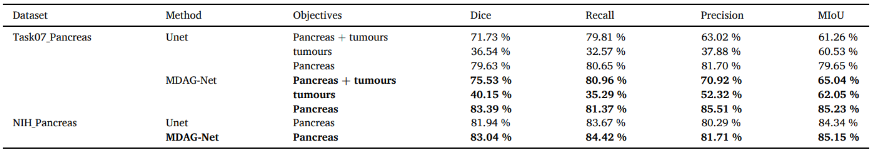 Dataset Method Objectives Dice Recall Precision MIoU
Task07_Pancreas Unet Pancreas + tumours 71.73 % 79.81 % 63.02 % 61.26 %
tumours 36.54 % 32.57 % 37.88 % 60.53 %
Pancreas 79.63 % 80.65 % 81.70 % 79.65 %
MDAG-Net Pancreas + tumours 75.53 % 80.96 % 70.92 % 65.04 %
tumours 40.15 % 35.29 % 52.32 % 62.05 %
Pancreas 83.39 % 81.37 % 85.51 % 85.23 %
NIH_Pancreas Unet Pancreas 81.94 % 83.67 % 80.29 % 84.34 %
MDAG-Net Pancreas 83.04 % 84.42 % 81.71 % 85.15 %